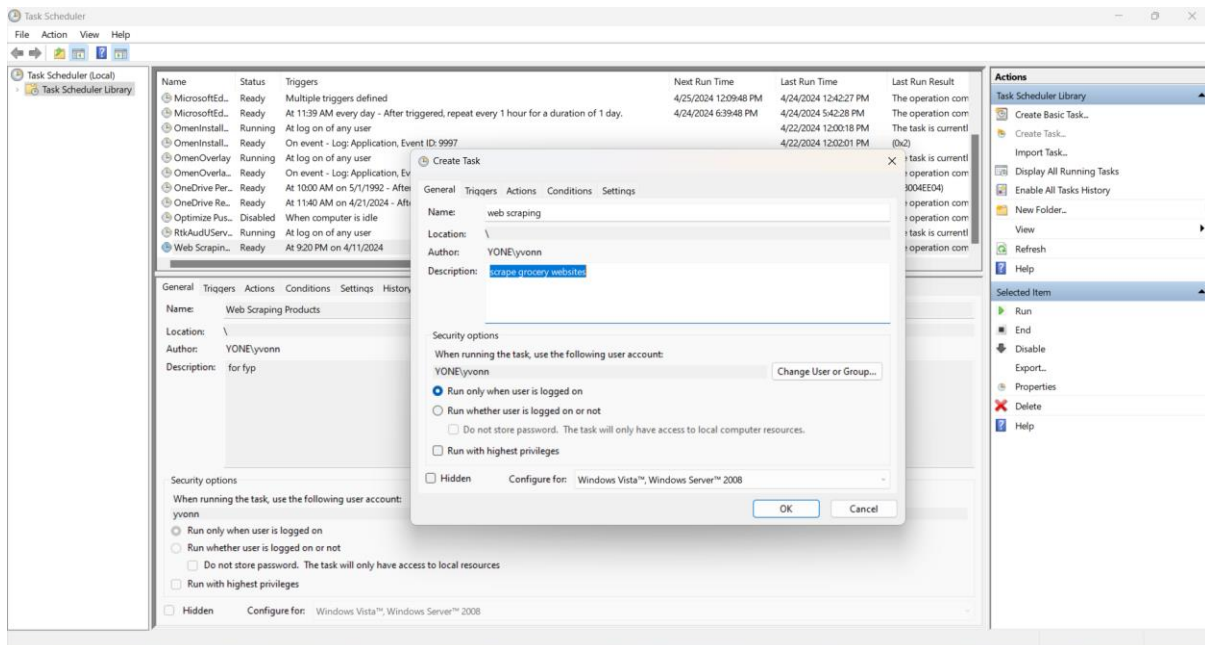 Task Scheduler
File Action View Help
Task Scheduler (Local)
Task Scheduler Library
Name Status Triggers Next Run Time Last Run Time Last Run Result
MicrosoftEd... Ready Multiple triggers defined 4/25/2024 12:09:48 PM 4/24/2024 12:42:27 PM The operation com
MicrosoftEd... Ready At 11:39 AM every day - After triggered, repeat every 1 hour for a duration of 1 day. 4/24/2024 6:39:48 PM 4/24/2024 5:42:28 PM The operation com
OmenInstall... Running At log on of any user 4/22/2024 12:00:18 PM The task is currentl
OmenInstall... Ready On event - Log: Application, Event ID: 9997 4/22/2024 12:02:01 PM (0x2)
OmenOverlay Running At log on of any user e task is currentl
OmenOverla... Ready On event - Log: Application, Ev e operation com
OneDrive Per... Ready At 10:00 AM on 5/1/1992 - Afte 8004EE04)
OneDrive Re... Ready At 11:40 AM on 4/21/2024 - Aft e operation com
Optimize Pus... Disabled When computer is idle e operation com
RtkAudUServ... Running At log on of any user e task is currentl
Web Scrapin... Ready At 9:20 PM on 4/11/2024 e operation com
General Triggers Actions Conditions Settings History
Name: Web Scraping Products
Location: \
Author: YONE\yvonn
Description: for fyp
Security options
When running the task, use the following user account:
yvonn
Run only when user is logged on
Run whether user is logged on or not
Do not store password. The task will only have access to local resources
Run with highest privileges
Hidden Configure for: Windows Vista™, Windows Server™ 2008
Create Task
General Triggers Actions Conditions Settings
Name: web scraping
Location: \
Author: YONE\yvonn
Description: scrape grocery websites
Security options
When running the task, use the following user account:
YONE\yvonn Change User or Group...
Run only when user is logged on
Run whether user is logged on or not
Do not store password. The task will only have access to local computer resources.
Run with highest privileges
Hidden Configure for: Windows Vista™, Windows Server™ 2008
OK Cancel
Actions
Task Scheduler Library
Create Basic Task...
Create Task...
Import Task...
Display All Running Tasks
Enable All Tasks History
New Folder...
View
Refresh
Help
Selected Item
Run
End
Disable
Export...
Properties
Delete
Help